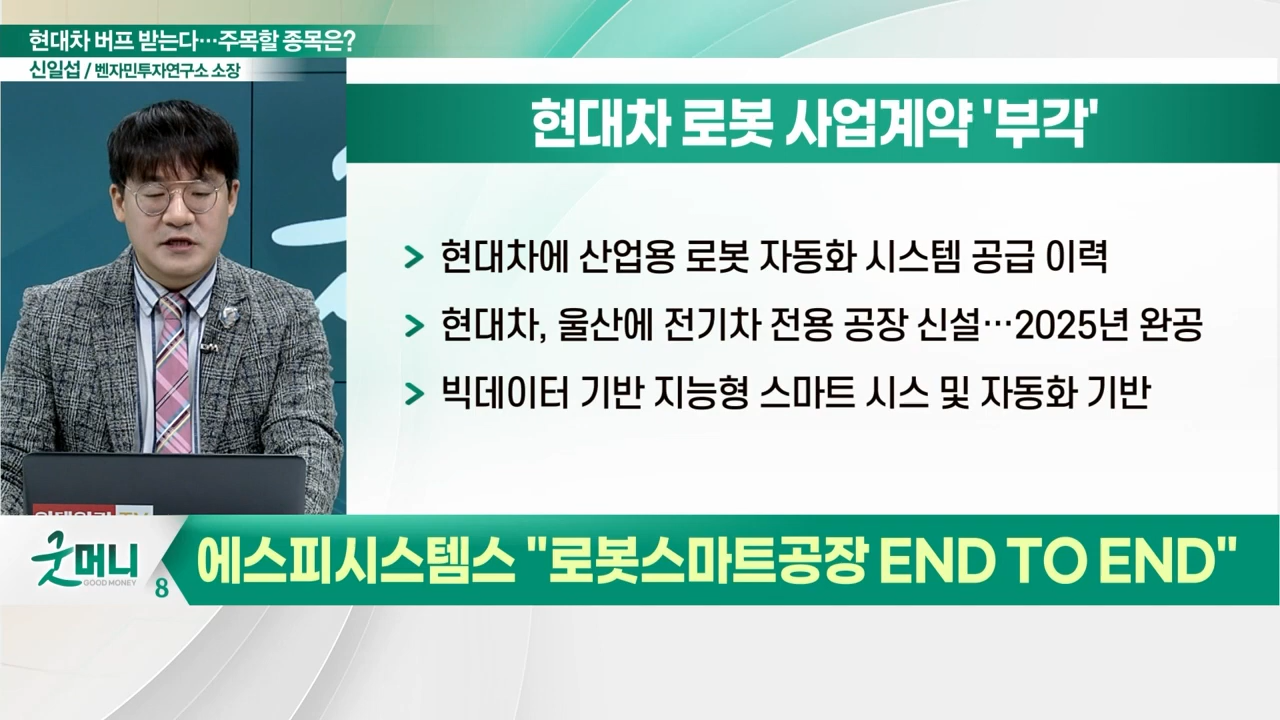 현대차 버프 받는다…주목할 종목은?
신일섭 / 벤자민투자연구소 소장
현대차 로봇 사업계약 '부각'
> 현대차에 산업용 로봇 자동화 시스템 공급 이력
> 현대차, 울산에 전기차 전용 공장 신설…2025년 완공
> 빅데이터 기반 지능형 스마트 시스 및 자동화 기반
굿머니
GOOD MONEY
8
에스피시스템스 "로봇스마트공장 END TO END"